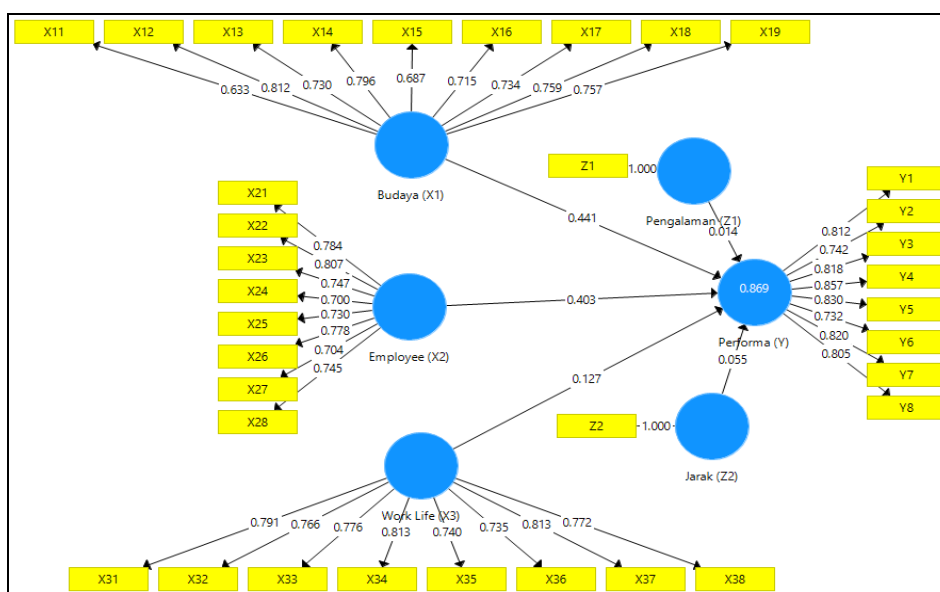 X11 X12 X13 X14 X15 X16 X17 X18 X19
0.633 0.812 0.730 0.796 0.687 0.715 0.734 0.759 0.757
Budaya (X1)
Z1 1.000
Pengalaman (Z1)
0.014
0.441
X21
X22
X23
X24
X25
X26
X27
X28
0.784
0.807
0.747
0.700
0.730
0.778
0.704
0.745
Employee (X2)
0.403
0.869
Performa (Y)
0.055
0.812
0.742
0.818
0.857
0.830
0.732
0.820
0.805
Y1
Y2
Y3
Y4
Y5
Y6
Y7
Y8
0.127
Z2 1.000
Jarak (Z2)
Work Life (X3)
0.791 0.766 0.776 0.813 0.740 0.735 0.813 0.772
X31 X32 X33 X34 X35 X36 X37 X38